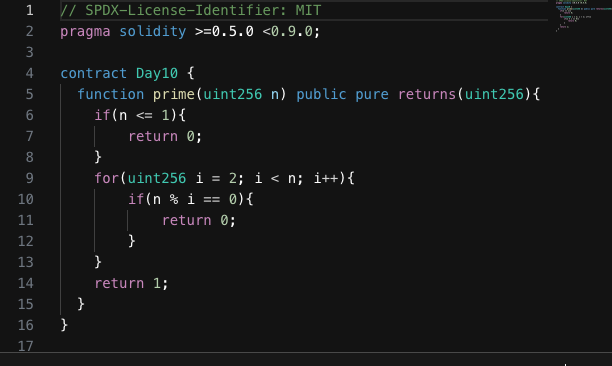 1 // SPDX-License-Identifier: MIT
2 pragma solidity >=0.5.0 <0.9.0;
3
4 contract Day10 {
5 function prime(uint256 n) public pure returns(uint256){
6 if(n <= 1){
7 return 0;
8 }
9 for(uint256 i = 2; i < n; i++){
10 if(n % i == 0){
11 return 0;
12 }
13 }
14 return 1;
15 }
16 }
17